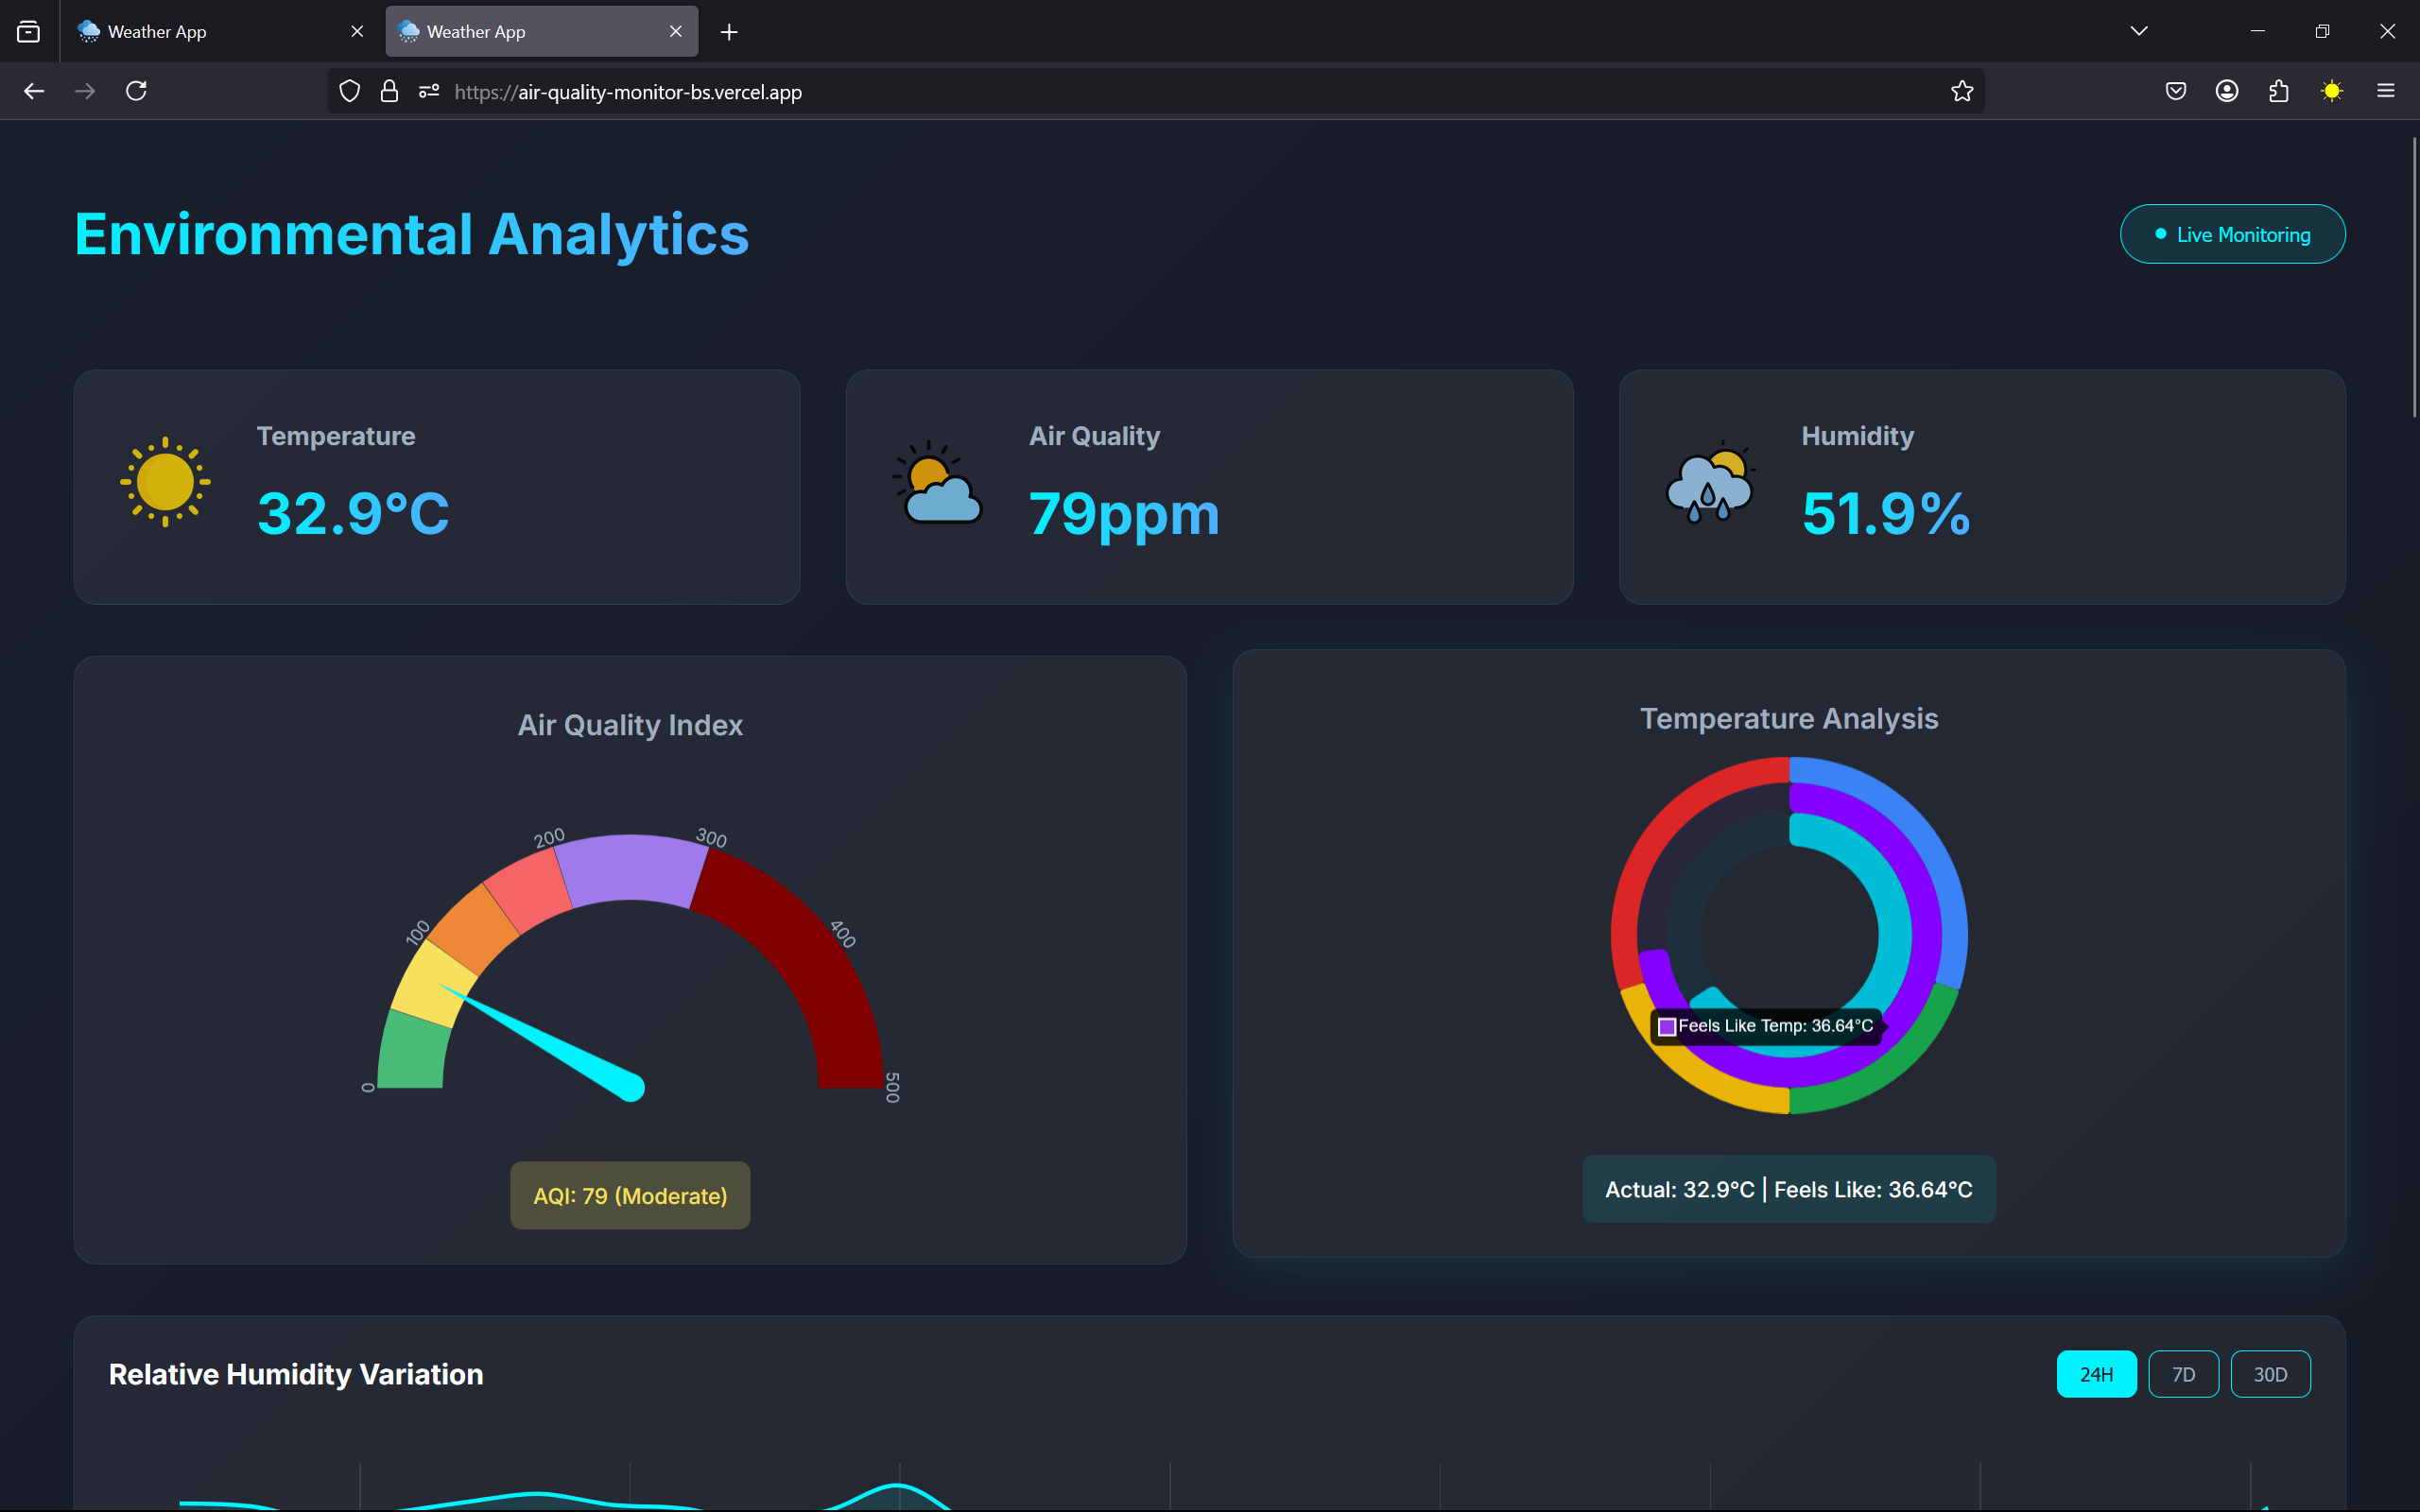 Weather App
Weather App
https://air-quality-monitor-bs.vercel.app
Environmental Analytics
Live Monitoring
Temperature
32.9°C
Air Quality
79ppm
Humidity
51.9%
Air Quality Index
0
100
200
300
400
500
AQI: 79 (Moderate)
Temperature Analysis
Feels Like Temp: 36.64°C
Actual: 32.9°C | Feels Like: 36.64°C
Relative Humidity Variation
24H
7D
30D